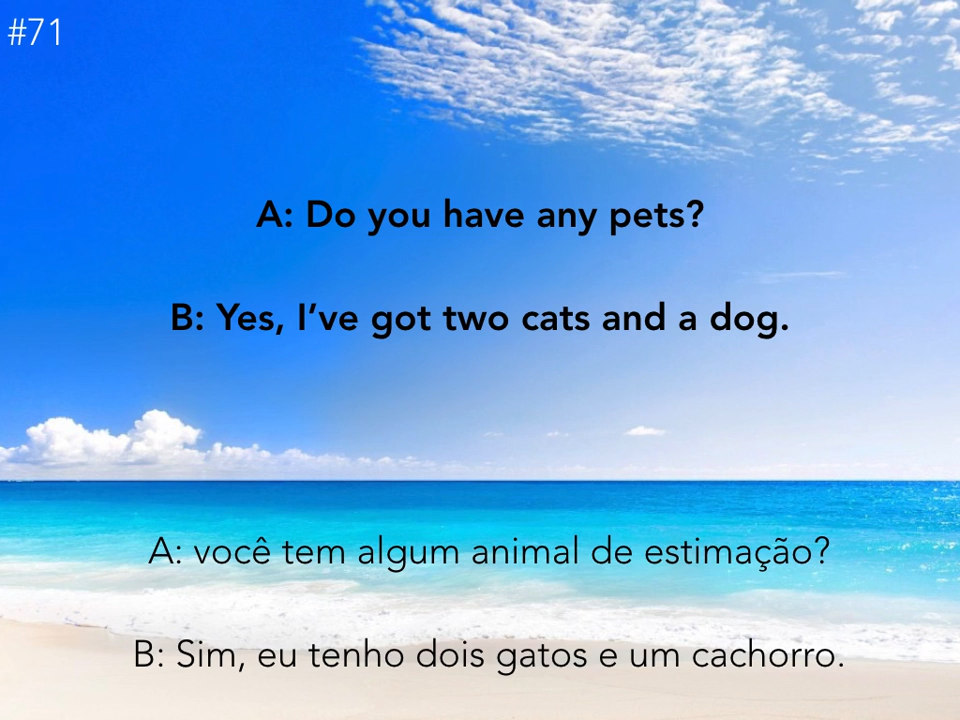 #71
A: Do you have any pets?
B: Yes, I’ve got two cats and a dog.
A: você tem algum animal de estimação?
B: Sim, eu tenho dois gatos e um cachorro.